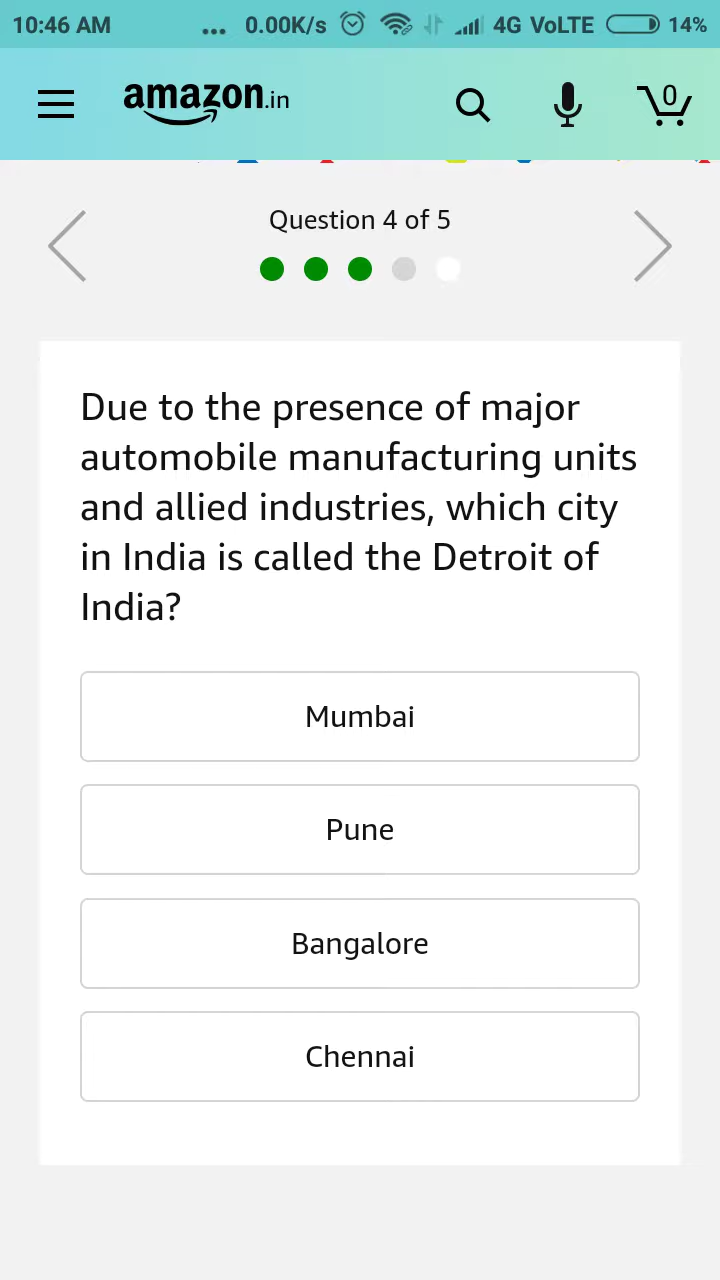 10:46 AM ... 0.00K/s 4G VoLTE 14%
amazon.in 0
Question 4 of 5
Due to the presence of major
automobile manufacturing units
and allied industries, which city
in India is called the Detroit of
India?
Mumbai
Pune
Bangalore
Chennai